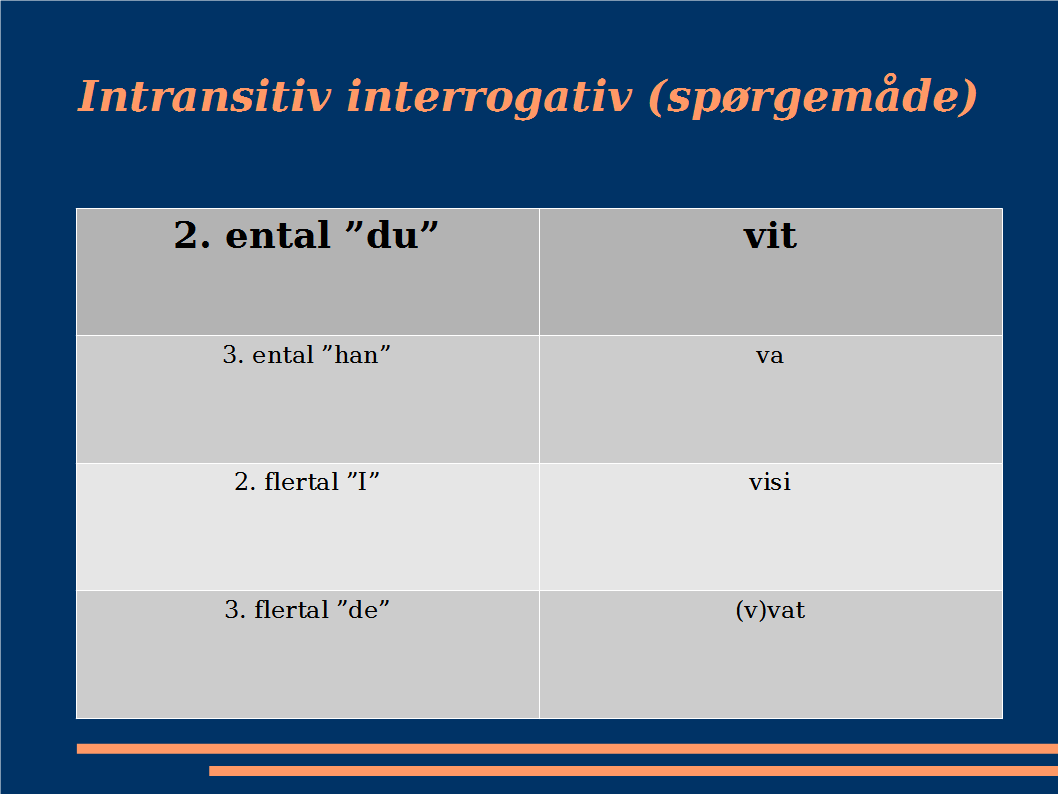 Intransitiv interrogativ (spørgemåde)
2. ental ”du” vit
3. ental ”han” va
2. flertal ”I” visi
3. flertal ”de” (v)vat